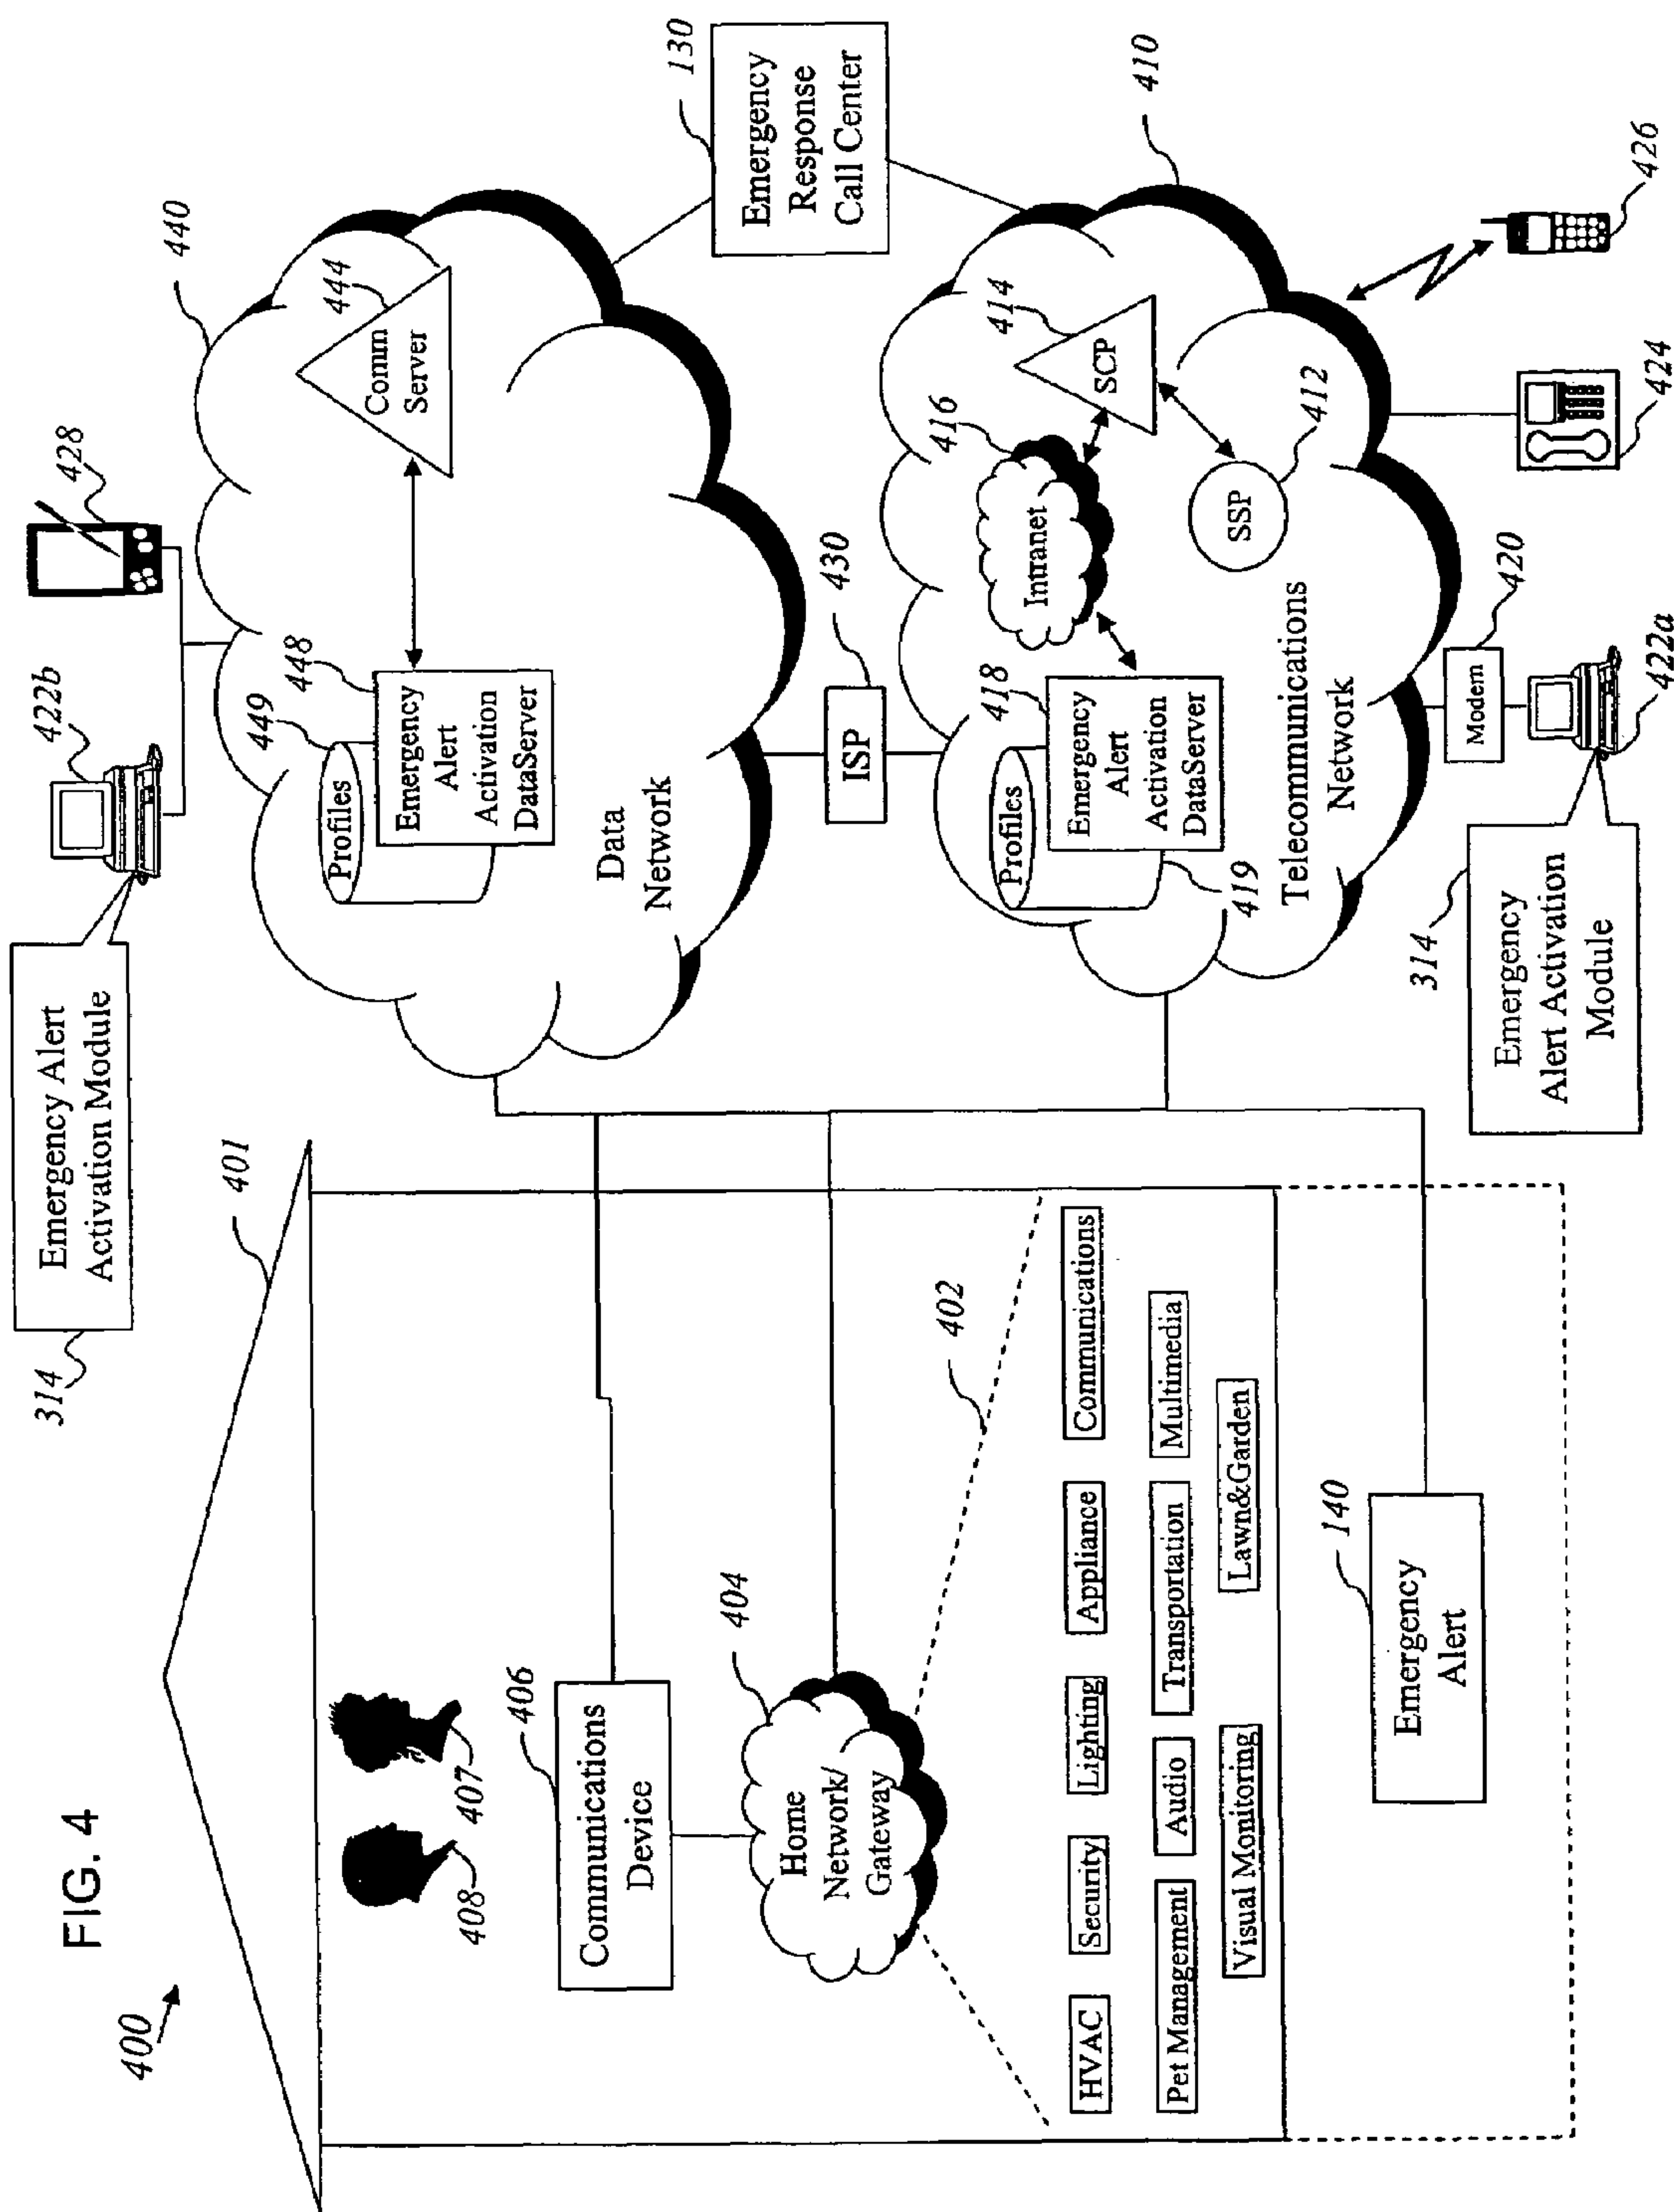 FIG. 4
400
401
408
407
406
Communications
Device
404
Home
Network/
Gateway
402
HVAC
Security
Lighting
Appliance
Communications
Pet Management
Audio
Transportation
Multimedia
Visual Monitoring
Lawn&Garden
140
Emergency
Alert
314
Emergency Alert
Activation Module
422b
428
440
449
Profiles
448
Emergency
Alert
Activation
DataServer
444
Comm
Server
Data
Network
430
ISP
130
Emergency
Response
Call Center
410
418
Profiles
Emergency
Alert
Activation
DataServer
419
416
Intranet
414
SCP
SSP
412
Telecommunications
Network
420
Modem
422a
424
426
314
Emergency
Alert Activation
Module